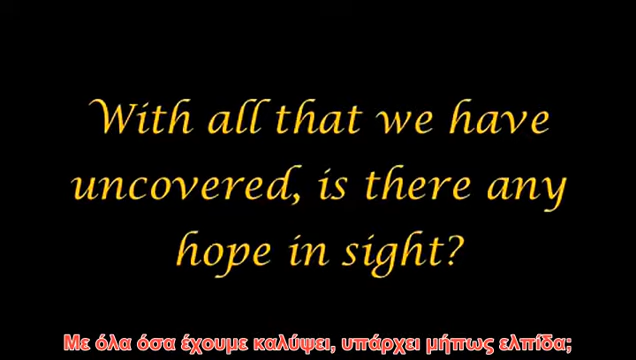 With all that we have
uncovered, is there any
hope in sight?
Με όλα όσα έχουμε καλύψει, υπάρχει μήπως ελπίδα;